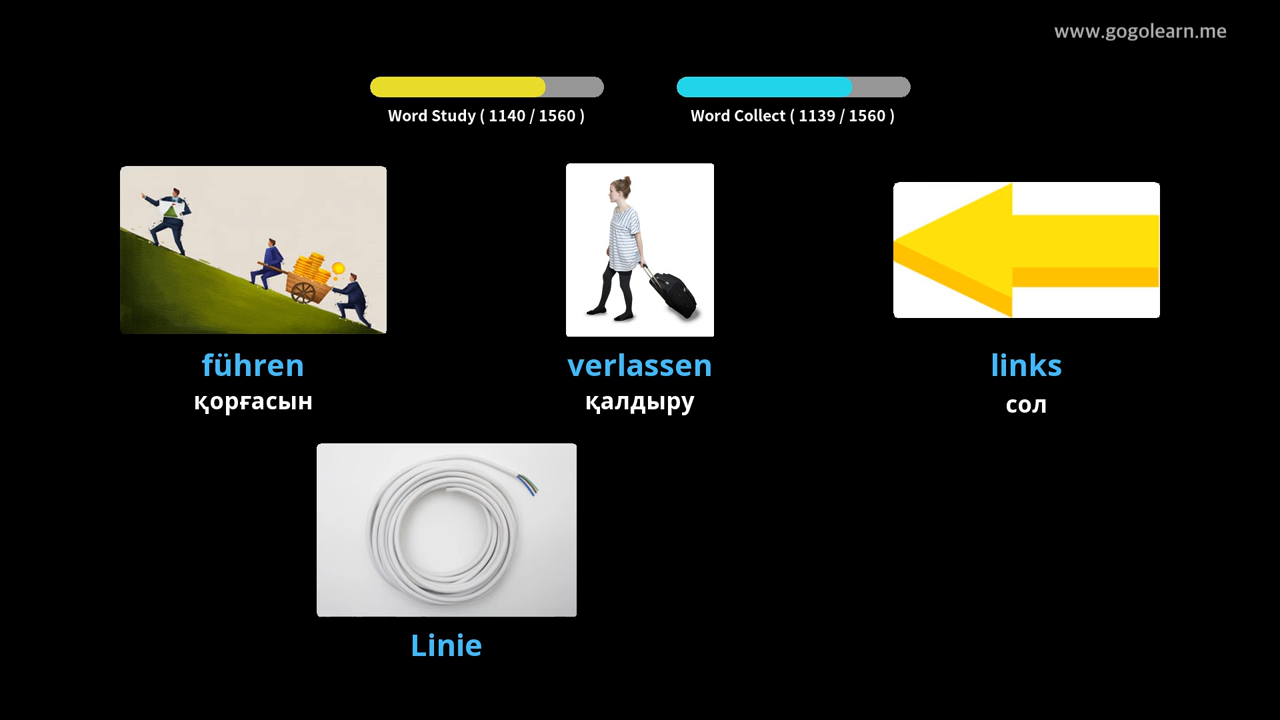 www.gogolearn.me
Word Study ( 1140 / 1560 )
Word Collect ( 1139 / 1560 )
führen
verlassen
links
қорғасын
қалдыру
сол
Linie